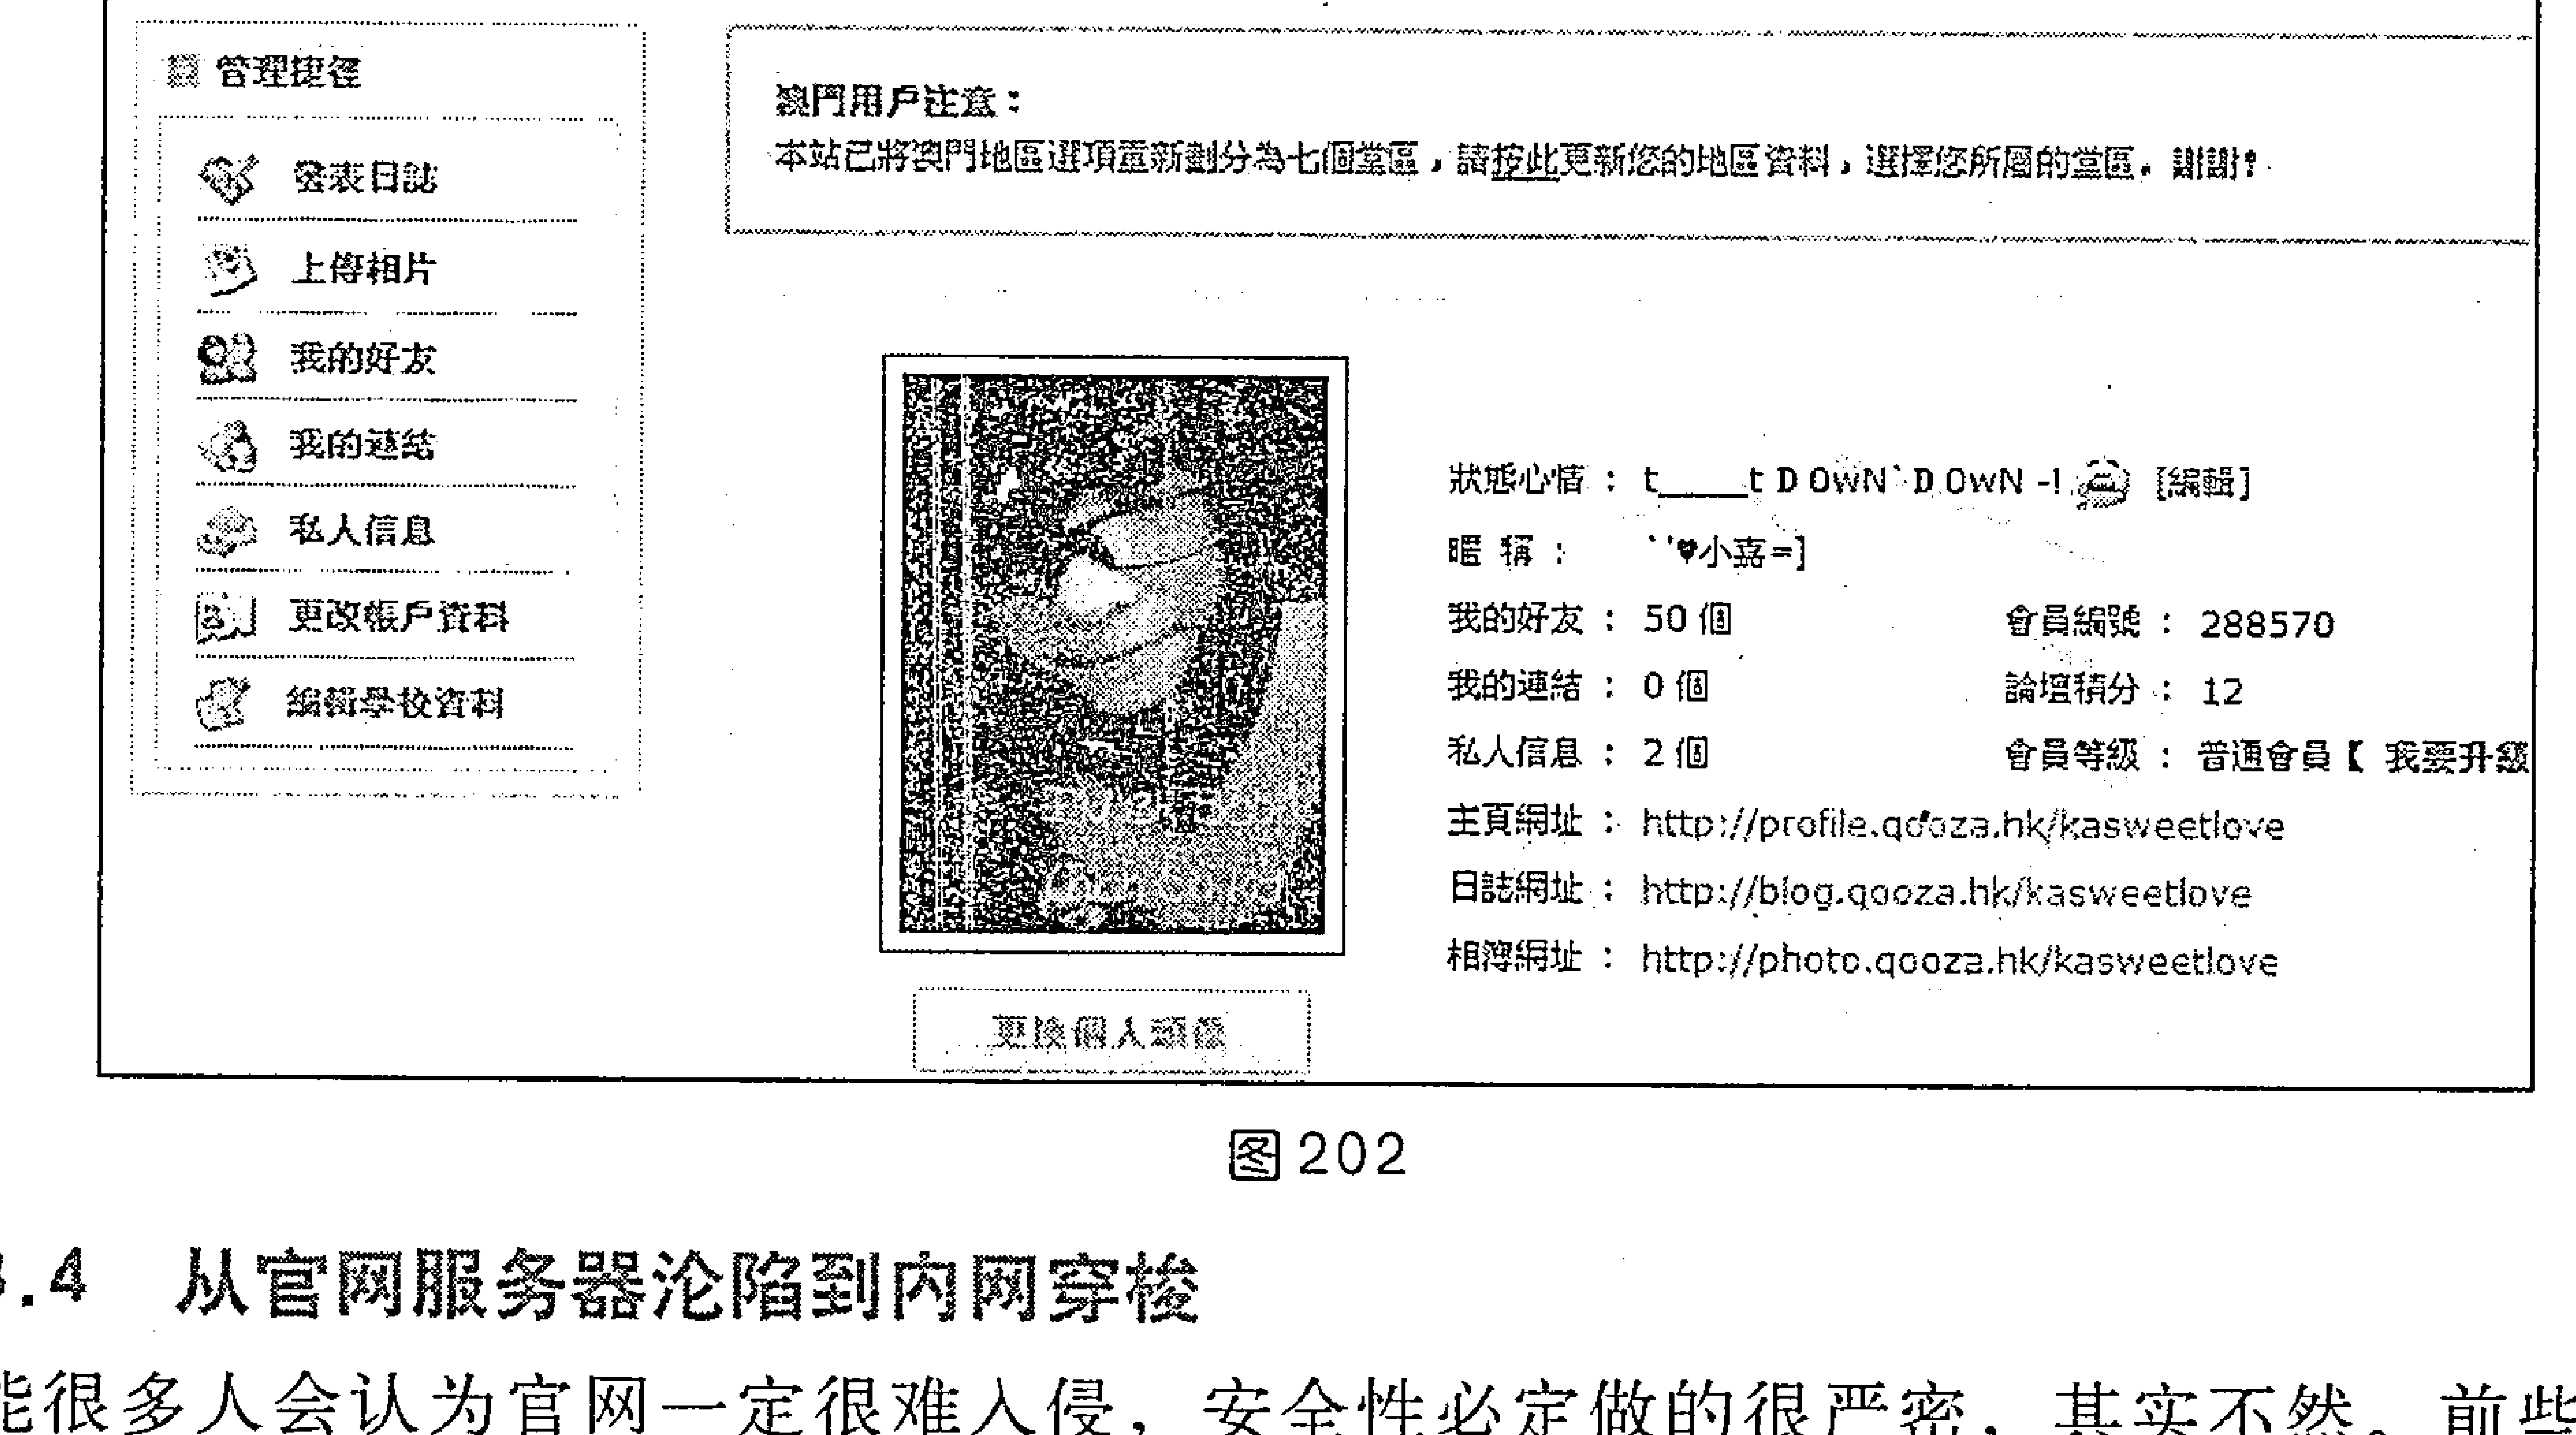 管理捷徑
發表日誌
上傳相片
我的好友
我的連結
私人信息
更改帳戶資料
編輯學校資料
澳門用戶注意：
本站已將澳門地區選項重新劃分為七個堂區，請按此更新您的地區資料，選擇您所屬的堂區。謝謝！
狀態心情： t____t D OwN`D OwN -! [編輯]
暱 稱： `'♥小嘉=]
我的好友： 50 個 會員編號： 288570
我的連結： 0 個 論壇積分： 12
私人信息： 2 個 會員等級： 普通會員【 我要升級
主頁網址： http://profile.qooza.hk/kasweetlove
日誌網址： http://blog.qooza.hk/kasweetlove
相簿網址： http://photo.qooza.hk/kasweetlove
更換個人頭像
图202
.4 从官网服务器沦陷到内网穿梭
能很多人会认为官网一定很难入侵，安全性必定做的很严密，其实不然。前些